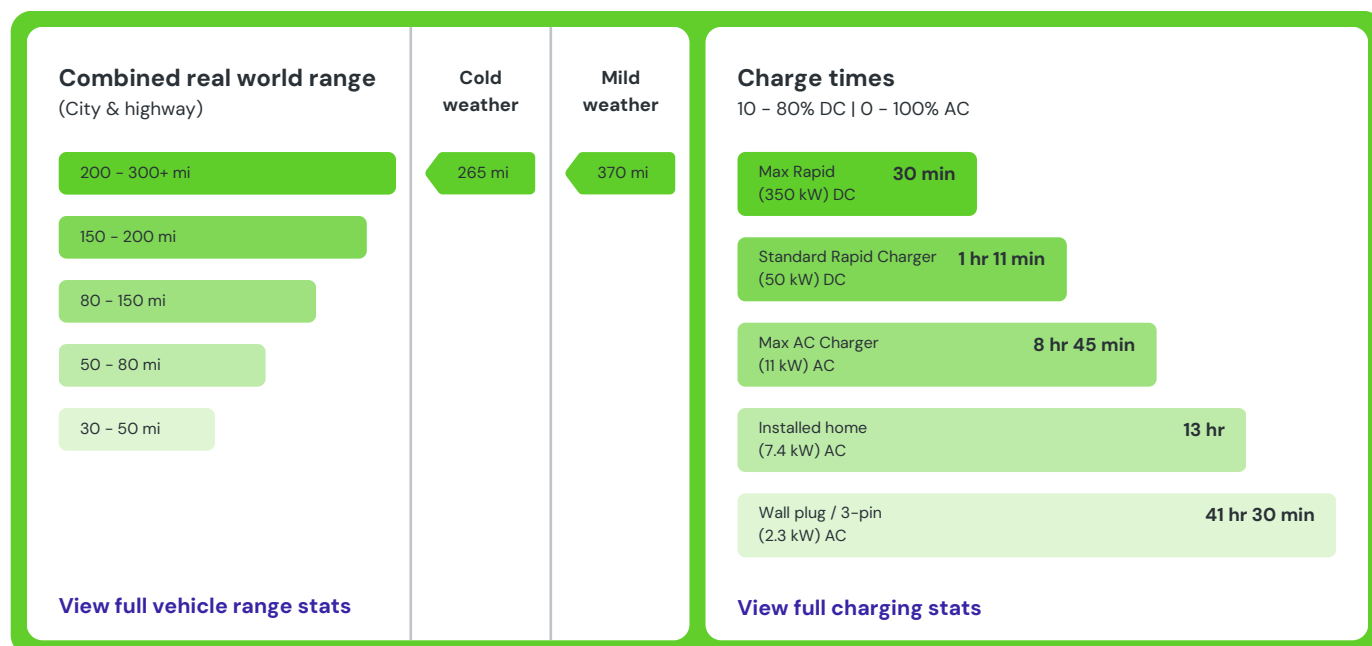 Combined real world range
(City & highway)
Cold
weather
Mild
weather
200 - 300+ mi
265 mi
370 mi
150 - 200 mi
80 - 150 mi
50 - 80 mi
30 - 50 mi
View full vehicle range stats
Charge times
10 - 80% DC | 0 - 100% AC
Max Rapid
(350 kW) DC
30 min
Standard Rapid Charger
(50 kW) DC
1 hr 11 min
Max AC Charger
(11 kW) AC
8 hr 45 min
Installed home
(7.4 kW) AC
13 hr
Wall plug / 3-pin
(2.3 kW) AC
41 hr 30 min
View full charging stats